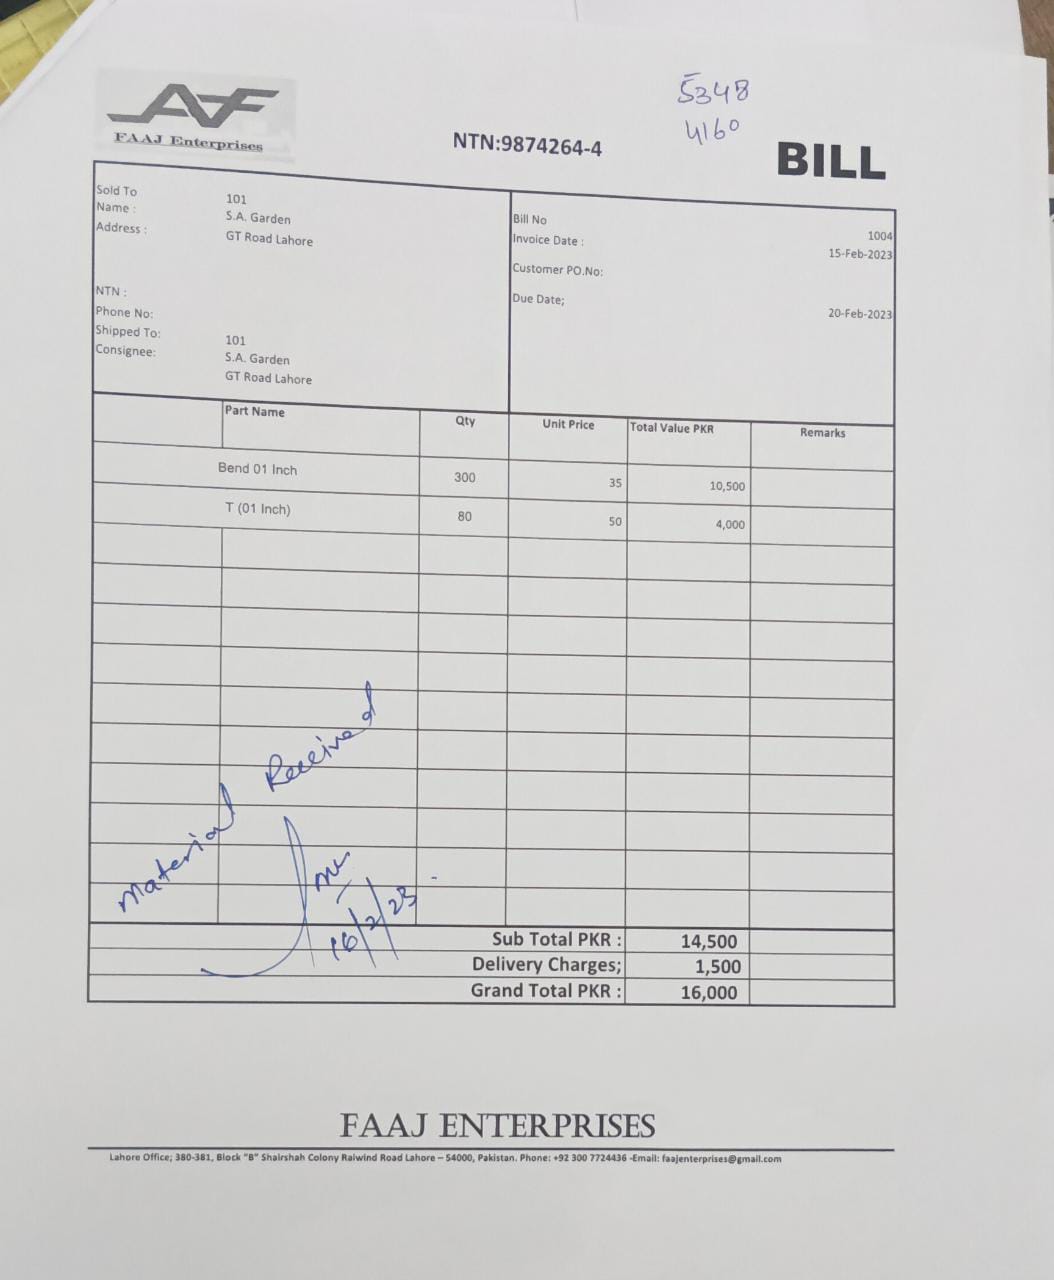 5348
4160
FAAJ Enterprises
NTN:9874264-4
BILL
Sold To 101
Name : S.A. Garden
Address : GT Road Lahore
NTN :
Phone No:
Shipped To: 101
Consignee: S.A. Garden
GT Road Lahore
Bill No 1004
Invoice Date : 15-Feb-2023
Customer PO.No:
Due Date; 20-Feb-2023
Part Name Qty Unit Price Total Value PKR Remarks
Bend 01 Inch 300 35 10,500
T (01 Inch) 80 50 4,000
Material Received
16/2/23
Sub Total PKR : 14,500
Delivery Charges; 1,500
Grand Total PKR : 16,000
FAAJ ENTERPRISES
Lahore Office; 380-381, Block "B" Shairshah Colony Raiwind Road Lahore – 54000, Pakistan. Phone: +92 300 7724436 -Email: faajenterprises@gmail.com